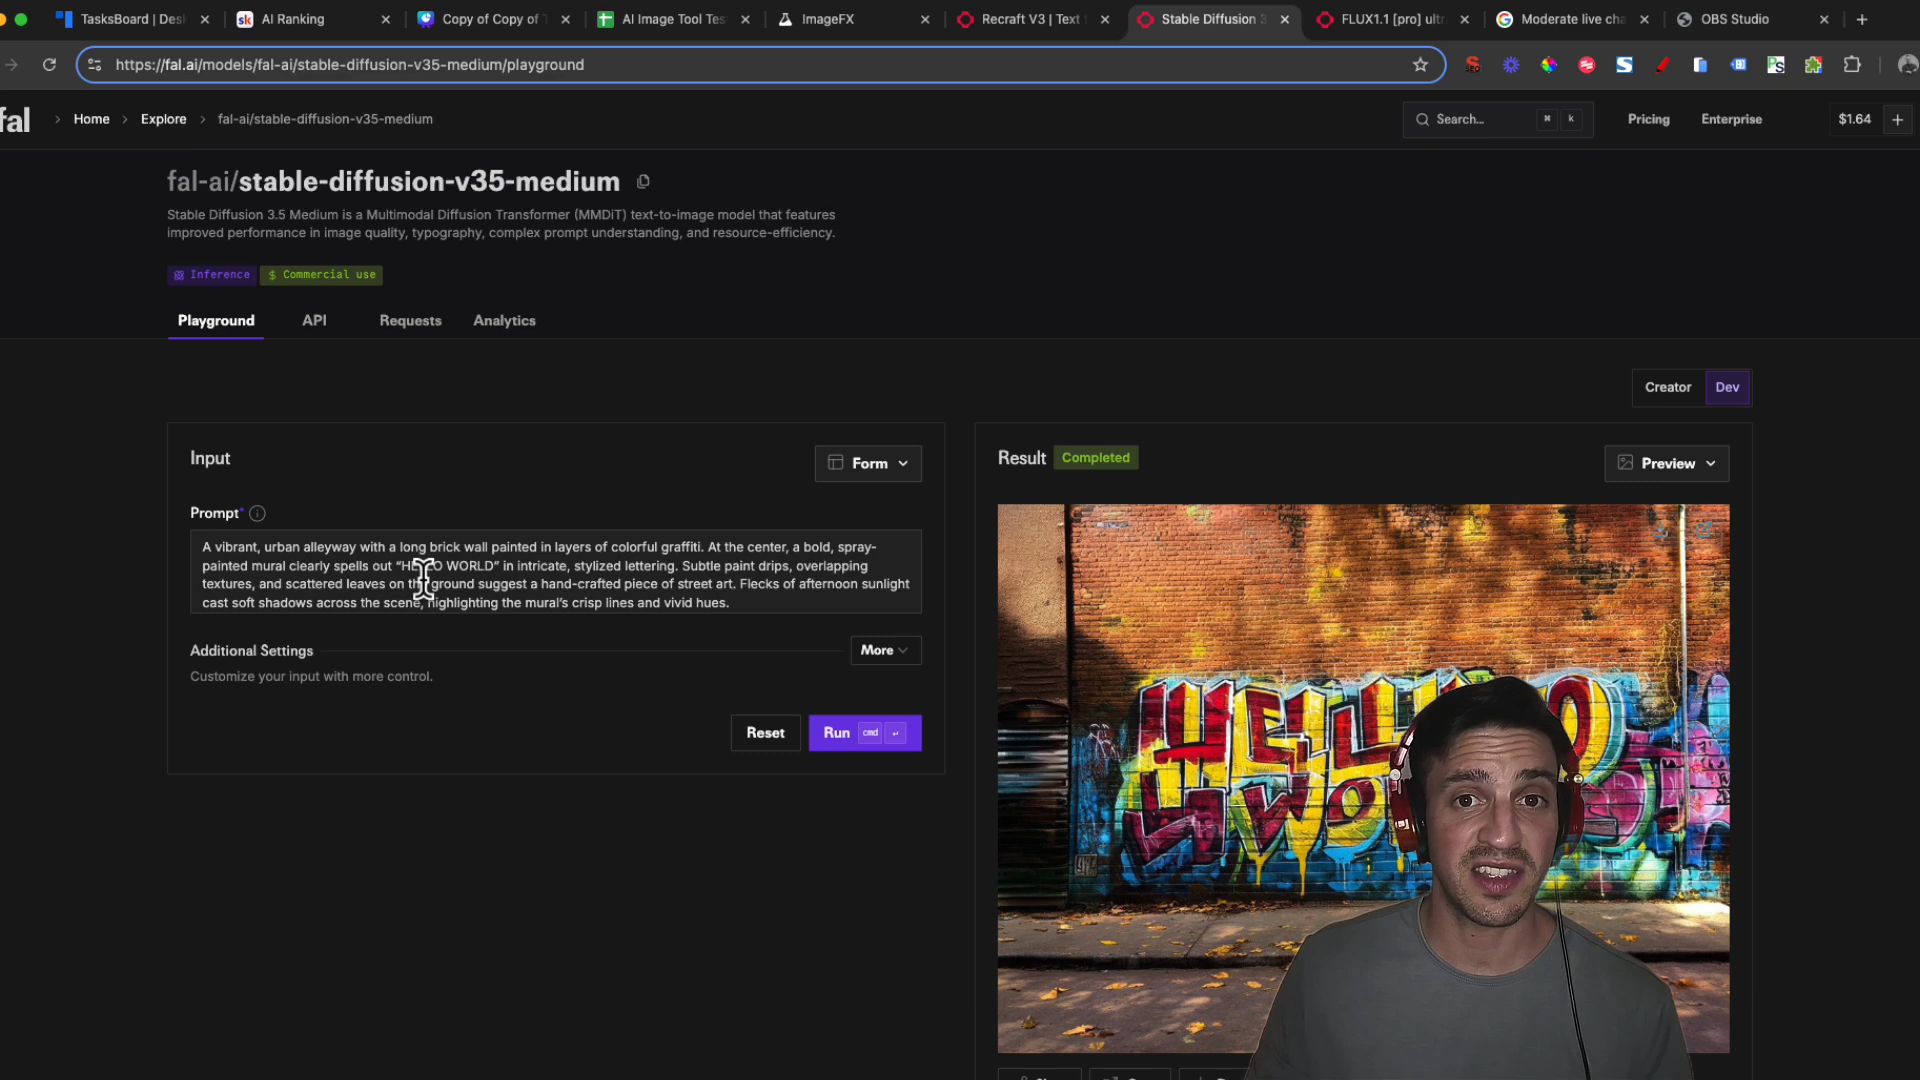 TasksBoard | Desk
AI Ranking
Copy of Copy of T
AI Image Tool Tes
ImageFX
Recraft V3 | Text t
Stable Diffusion 3
FLUX1.1 [pro] ultr
Moderate live cha
OBS Studio
https://fal.ai/models/fal-ai/stable-diffusion-v35-medium/playground
fal
Home
Explore
fal-ai/stable-diffusion-v35-medium
Search...
⌘ k
Pricing
Enterprise
$1.64
fal-ai/stable-diffusion-v35-medium
Stable Diffusion 3.5 Medium is a Multimodal Diffusion Transformer (MMDiT) text-to-image model that features
improved performance in image quality, typography, complex prompt understanding, and resource-efficiency.
Inference
$ Commercial use
Playground
API
Requests
Analytics
Creator
Dev
Input
Form
Prompt*
A vibrant, urban alleyway with a long brick wall painted in layers of colorful graffiti. At the center, a bold, spray-
painted mural clearly spells out “HELLO WORLD” in intricate, stylized lettering. Subtle paint drips, overlapping
textures, and scattered leaves on the ground suggest a hand-crafted piece of street art. Flecks of afternoon sunlight
cast soft shadows across the scene, highlighting the mural's crisp lines and vivid hues.
Additional Settings
More
Customize your input with more control.
Reset
Run cmd ↵
Result
Completed
Preview